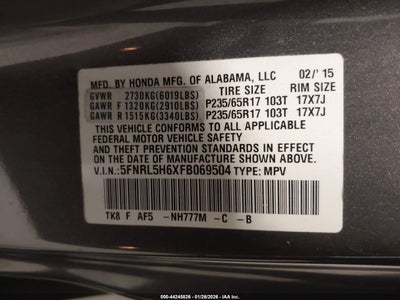 MFD. BY HONDA MFG. OF ALABAMA, LLC 02/'15
GVWR 2730KG(6019LBS) TIRE SIZE RIM SIZE
GAWR F 1320KG(2910LBS) P235/65R17 103T 17X7J
GAWR R 1515KG(3340LBS) P235/65R17 103T 17X7J
THIS VEHICLE CONFORMS TO ALL APPLICABLE
FEDERAL MOTOR VEHICLE SAFETY
AND THEFT PREVENTION STANDARDS IN EFFECT
ON THE DATE OF MANUFACTURE SHOWN ABOVE.
V.I.N.: 5FNRL5H6XFB069504 TYPE: MPV
TK8 F AF5 -NH777M -C -B
000-44245826 - 01/26/2026 - IAA Inc.